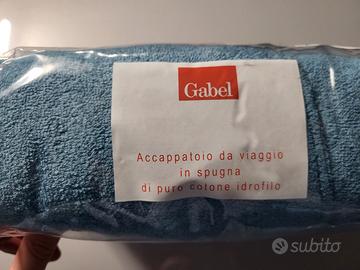 Gabel
Accappatoio da viaggio
in spugna
di puro cotone idrofilo
subito